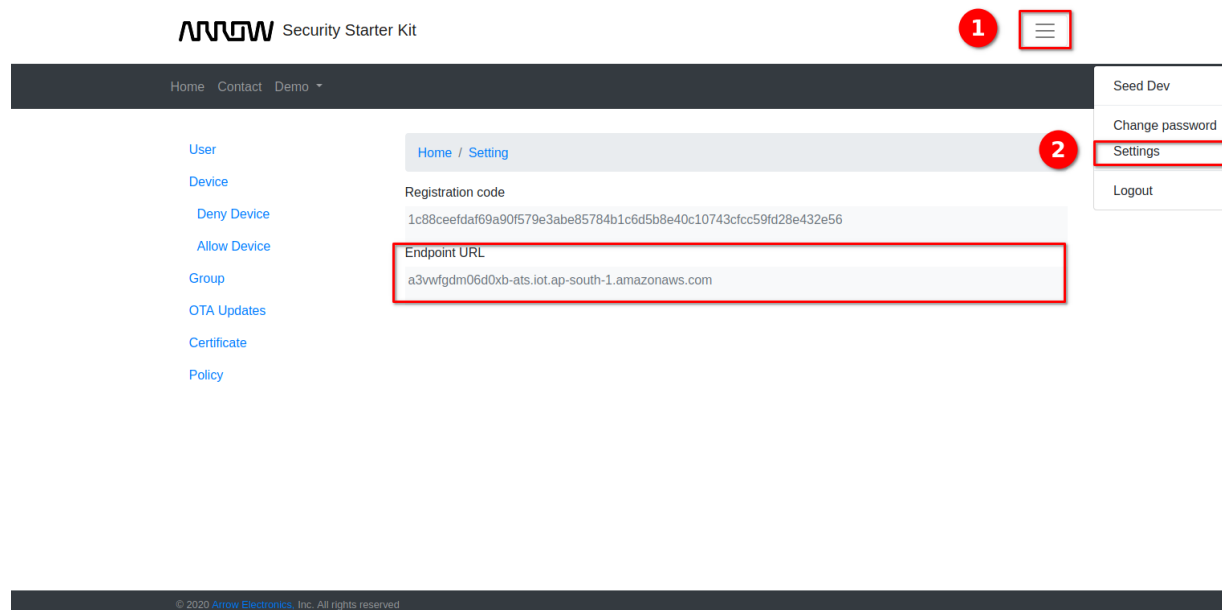 ARROW Security Starter Kit
1
Home Contact Demo
Seed Dev
Change password
2
Settings
Logout
User
Device
Deny Device
Allow Device
Group
OTA Updates
Certificate
Policy
Home / Setting
Registration code
1c88ceefdaf69a90f579e3abe85784b1c6d5b8e40c10743cfcc59fd28e432e56
Endpoint URL
a3vwfgdm06d0xb-ats.iot.ap-south-1.amazonaws.com
© 2020 Arrow Electronics, Inc. All rights reserved